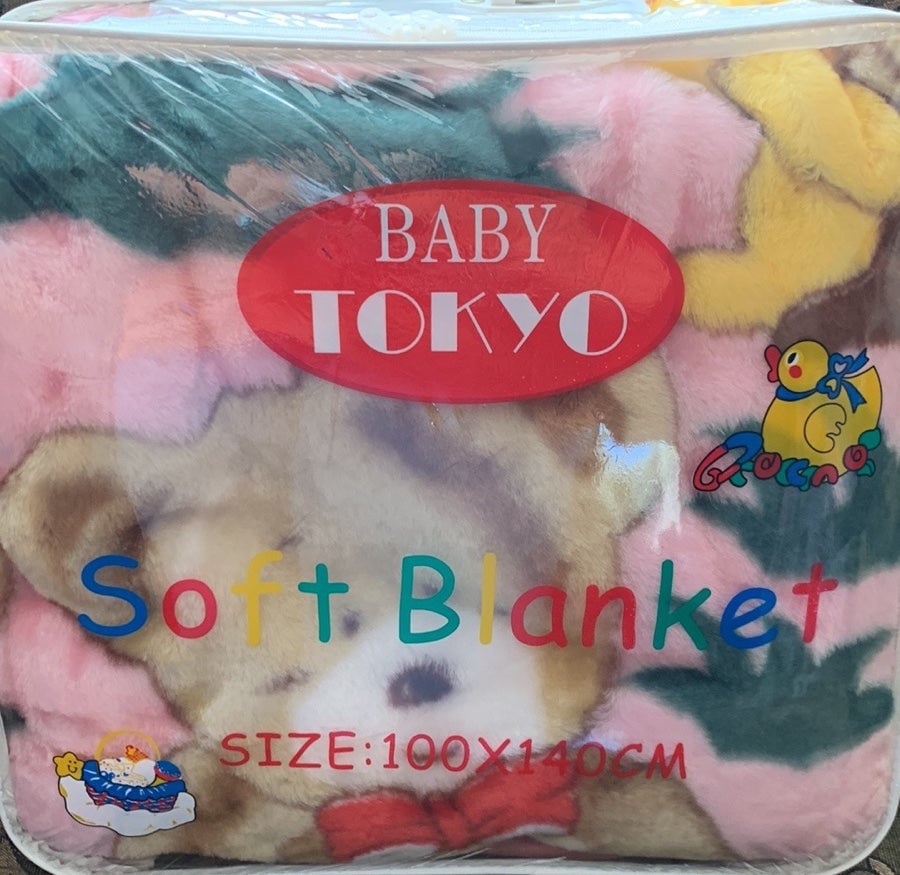 BABY
TOKYO
Soft Blanket
SIZE:100X140CM